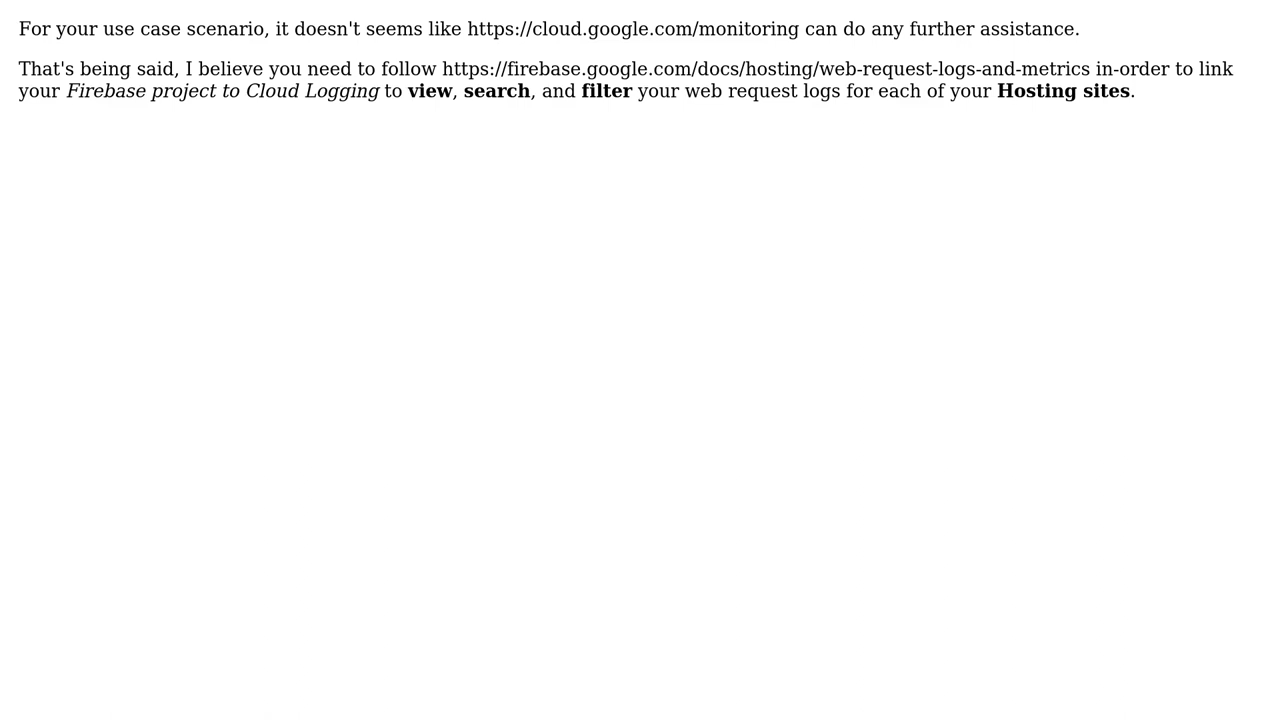 For your use case scenario, it doesn't seems like https://cloud.google.com/monitoring can do any further assistance.
That's being said, I believe you need to follow https://firebase.google.com/docs/hosting/web-request-logs-and-metrics in-order to link
your Firebase project to Cloud Logging to view, search, and filter your web request logs for each of your Hosting sites.